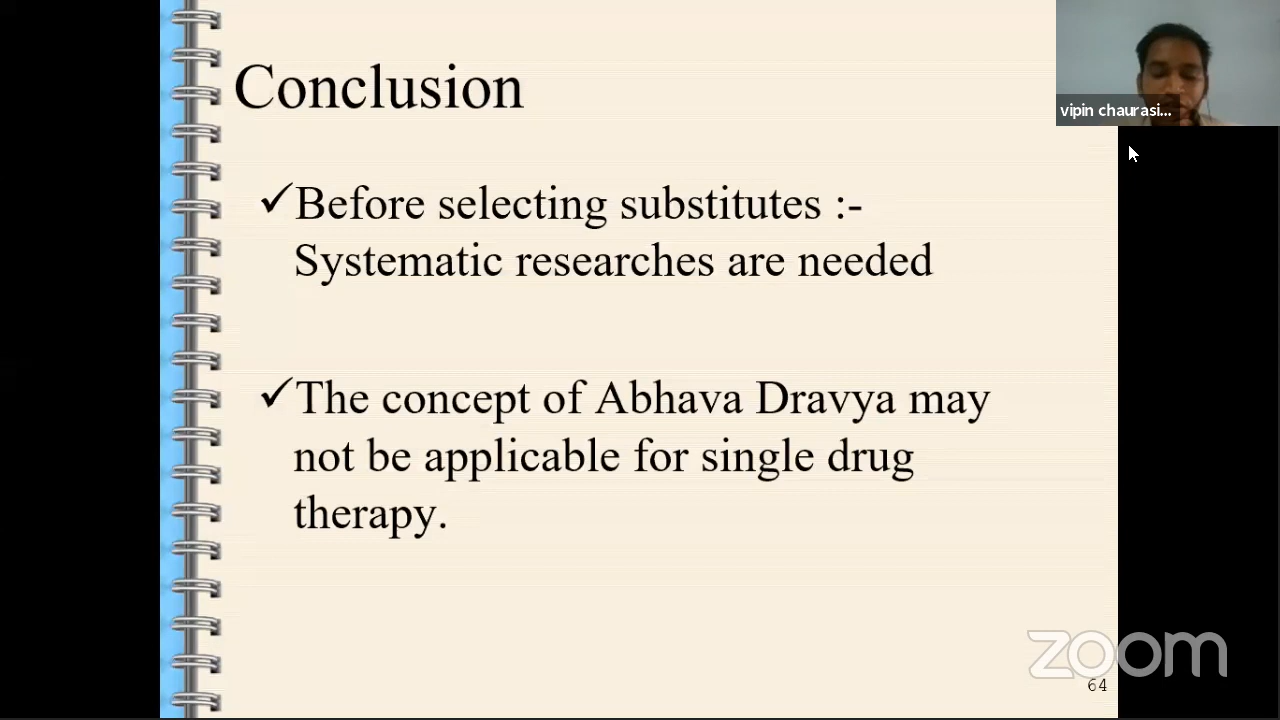 Conclusion
vipin chaurasi...
✓Before selecting substitutes :-
Systematic researches are needed
✓The concept of Abhava Dravya may
not be applicable for single drug
therapy.
zoom
64